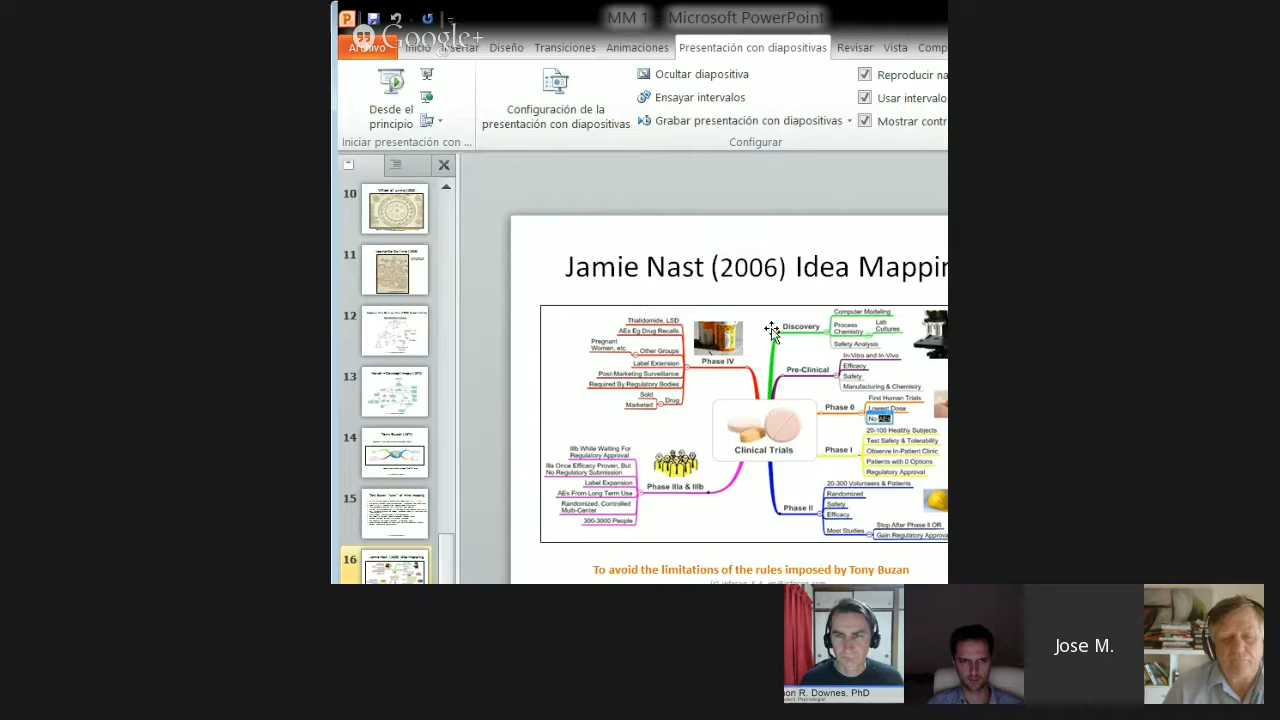 MM 1 - Microsoft PowerPoint
Google+
Archivo Inicio Insertar Diseño Transiciones Animaciones Presentación con diapositivas Revisar Vista Comp
Desde el principio
Configuración de la presentación con diapositivas
Ocultar diapositiva
Ensayar intervalos
Grabar presentación con diapositivas
Reproducir na
Usar intervalo
Mostrar contr
Iniciar presentación con ...
Configurar
10
11
12
13
14
15
16
Jamie Nast (2006) Idea Mappin
Clinical Trials
Discovery
Computer Modeling
Process Chemistry
Lab Cultures
Safety Analysis
Pre-Clinical
In-Vitro and In-Vivo
Efficacy
Safety
Manufacturing & Chemistry
Phase 0
First Human Trials
Lowest Dose
No AEs
Phase I
20-100 Healthy Subjects
Test Safety & Tolerability
Observe In-Patient Clinic
Patients with 0 Options
Regulatory Approval
Phase II
20-300 Volunteers & Patients
Randomized
Safety
Efficacy
Most Studies
Stop After Phase II OR
Gain Regulatory Approva
Phase IIIa & IIIb
IIIb While Waiting For Regulatory Approval
IIIa Once Efficacy Proven, But No Regulatory Submission
Label Expansion
AEs From Long Term Use
Randomized, Controlled Multi-Center
300-3000 People
Phase IV
Thalidomide, LSD
AEs Eg Drug Recalls
Pregnant Women, etc.
Other Groups
Label Extension
Post-Marketing Surveillance
Required By Regulatory Bodies
Sold
Marketed
Drug
To avoid the limitations of the rules imposed by Tony Buzan
on R. Downes, PhD
Jose M.